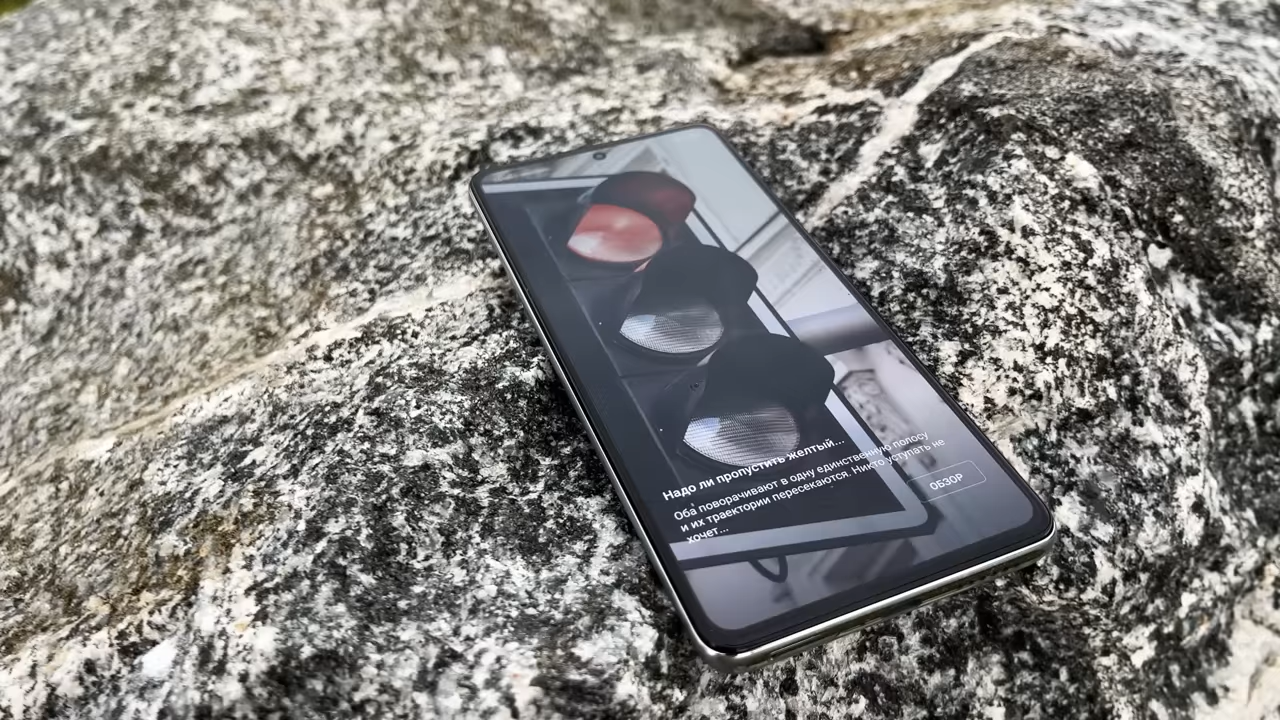 Надо ли пропустить желтый...
Оба поворачивают в одну единственную полосу
и их траектории пересекаются. Никто уступать не
хочет...
ОБЗОР